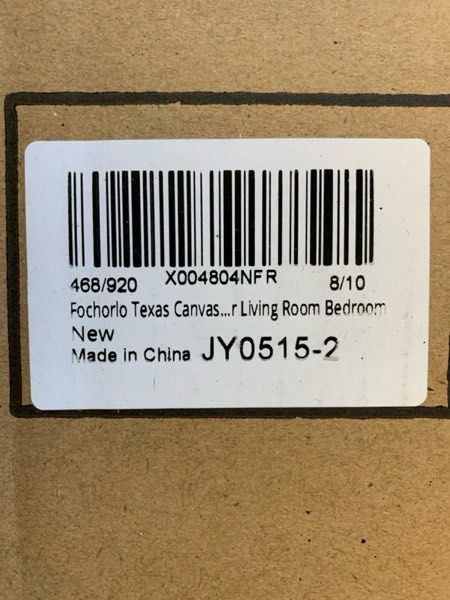 468/920 X004804NFR 8/10
Fochorlo Texas Canvas...r Living Room Bedroom
New
Made in China JY0515-2